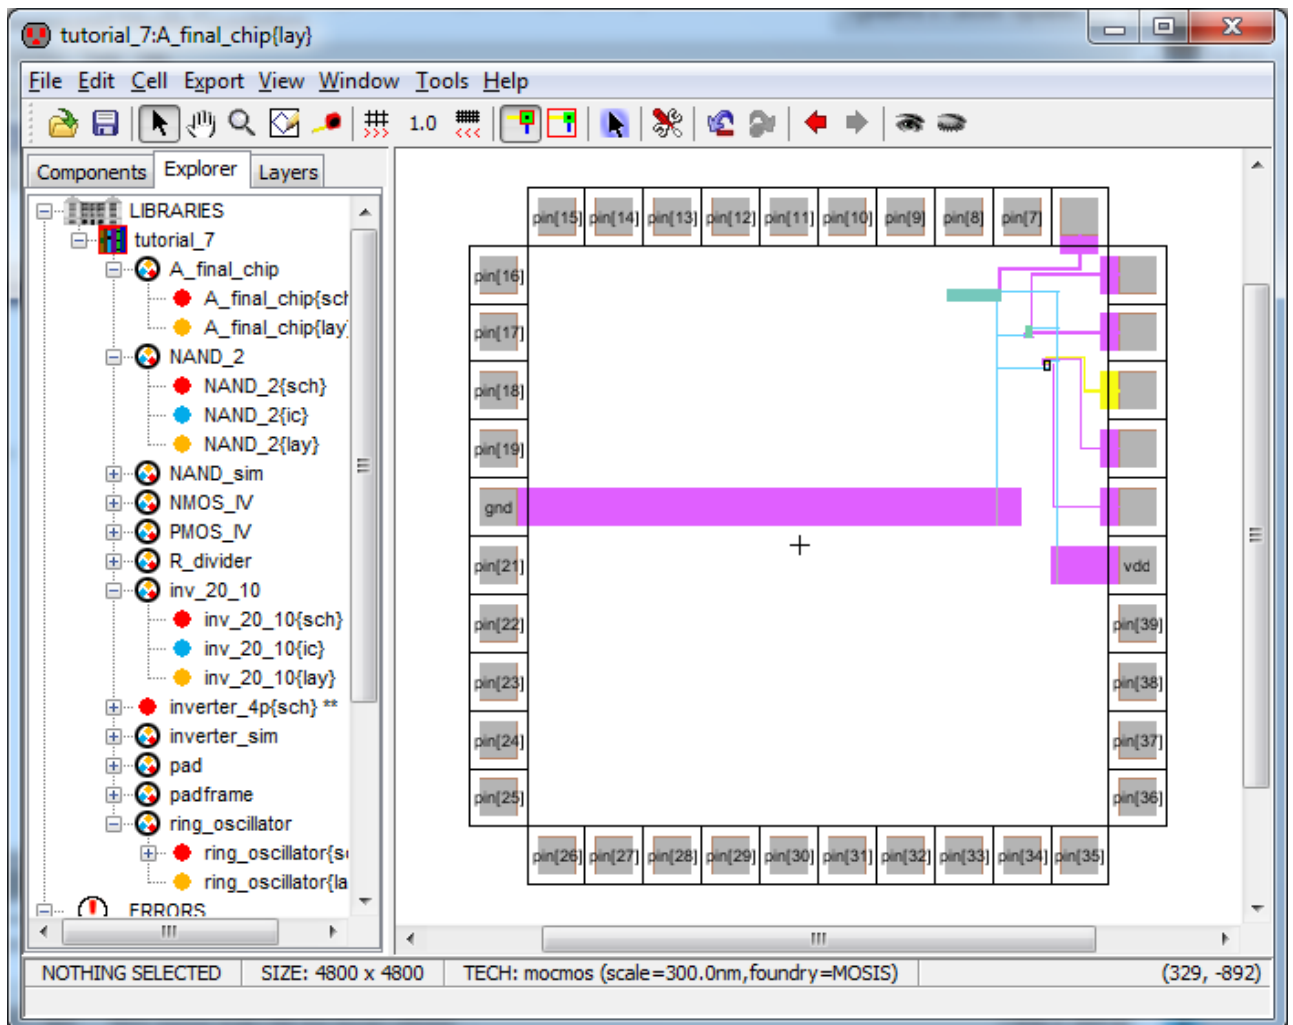 tutorial_7:A_final_chip{lay}
File Edit Cell Export View Window Tools Help
1.0
Components Explorer Layers
LIBRARIES
tutorial_7
A_final_chip
A_final_chip{sch
A_final_chip{lay
NAND_2
NAND_2{sch}
NAND_2{ic}
NAND_2{lay}
NAND_sim
NMOS_IV
PMOS_IV
R_divider
inv_20_10
inv_20_10{sch}
inv_20_10{ic}
inv_20_10{lay}
inverter_4p{sch} **
inverter_sim
pad
padframe
ring_oscillator
ring_oscillator{s
ring_oscillator{la
ERRORS
pin[15] pin[14] pin[13] pin[12] pin[11] pin[10] pin[9] pin[8] pin[7]
pin[16]
pin[17]
pin[18]
pin[19]
gnd
pin[21] vdd
pin[22] pin[39]
pin[23] pin[38]
pin[24] pin[37]
pin[25] pin[36]
pin[26] pin[27] pin[28] pin[29] pin[30] pin[31] pin[32] pin[33] pin[34] pin[35]
NOTHING SELECTED SIZE: 4800 x 4800 TECH: mocmos (scale=300.0nm,foundry=MOSIS) (329, -892)